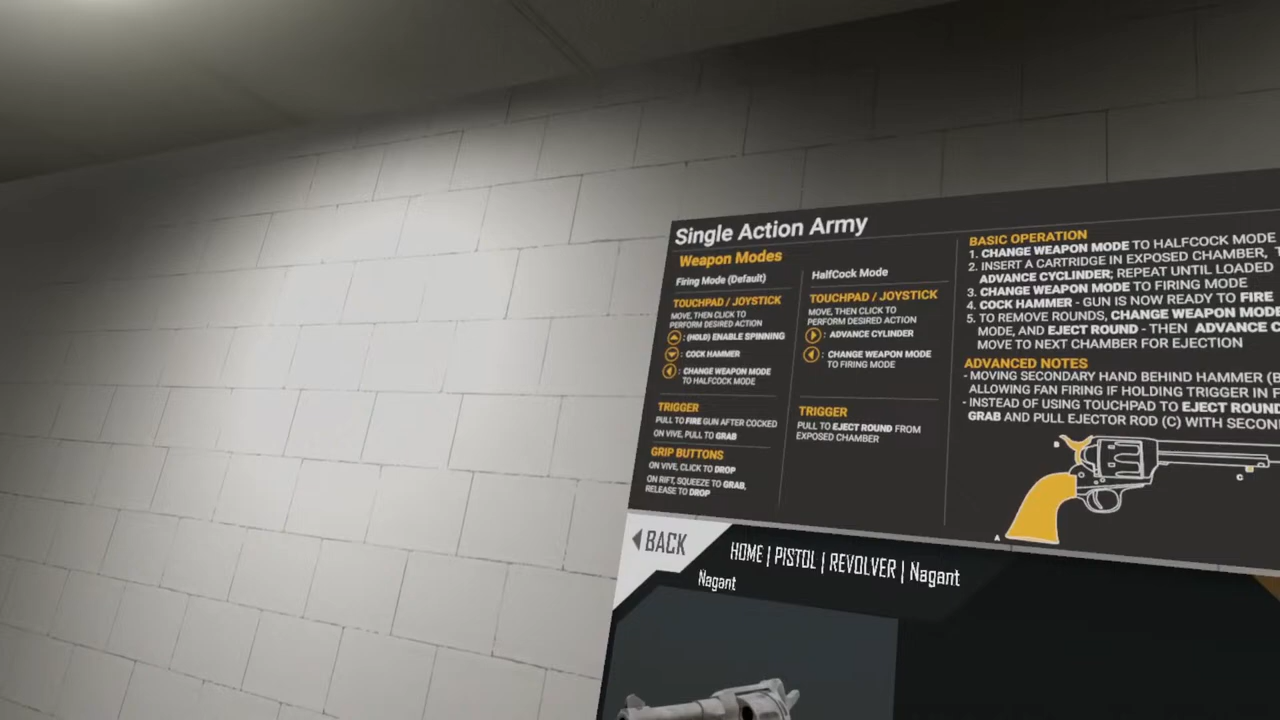 Single Action Army
Weapon Modes
Firing Mode (Default)
TOUCHPAD / JOYSTICK
MOVE, THEN CLICK TO
PERFORM DESIRED ACTION
: (HOLD) ENABLE SPINNING
: COCK HAMMER
: CHANGE WEAPON MODE
TO HALFCOCK MODE
TRIGGER
PULL TO FIRE GUN AFTER COCKED
ON VIVE, PULL TO GRAB
GRIP BUTTONS
ON VIVE, CLICK TO DROP
ON RIFT, SQUEEZE TO GRAB,
RELEASE TO DROP
HalfCock Mode
TOUCHPAD / JOYSTICK
MOVE, THEN CLICK TO
PERFORM DESIRED ACTION
: ADVANCE CYLINDER
: CHANGE WEAPON MODE
TO FIRING MODE
TRIGGER
PULL TO EJECT ROUND FROM
EXPOSED CHAMBER
BASIC OPERATION
1. CHANGE WEAPON MODE TO HALFCOCK MODE
2. INSERT A CARTRIDGE IN EXPOSED CHAMBER,
ADVANCE CYCLINDER; REPEAT UNTIL LOADED
3. CHANGE WEAPON MODE TO FIRING MODE
4. COCK HAMMER - GUN IS NOW READY TO FIRE
5. TO REMOVE ROUNDS, CHANGE WEAPON MODE
MODE, AND EJECT ROUND - THEN ADVANCE C
MOVE TO NEXT CHAMBER FOR EJECTION
ADVANCED NOTES
- MOVING SECONDARY HAND BEHIND HAMMER (B
ALLOWING FAN FIRING IF HOLDING TRIGGER IN F
- INSTEAD OF USING TOUCHPAD TO EJECT ROUND
GRAB AND PULL EJECTOR ROD (C) WITH SECON
B
C
A
BACK
HOME | PISTOL | REVOLVER | Nagant
Nagant